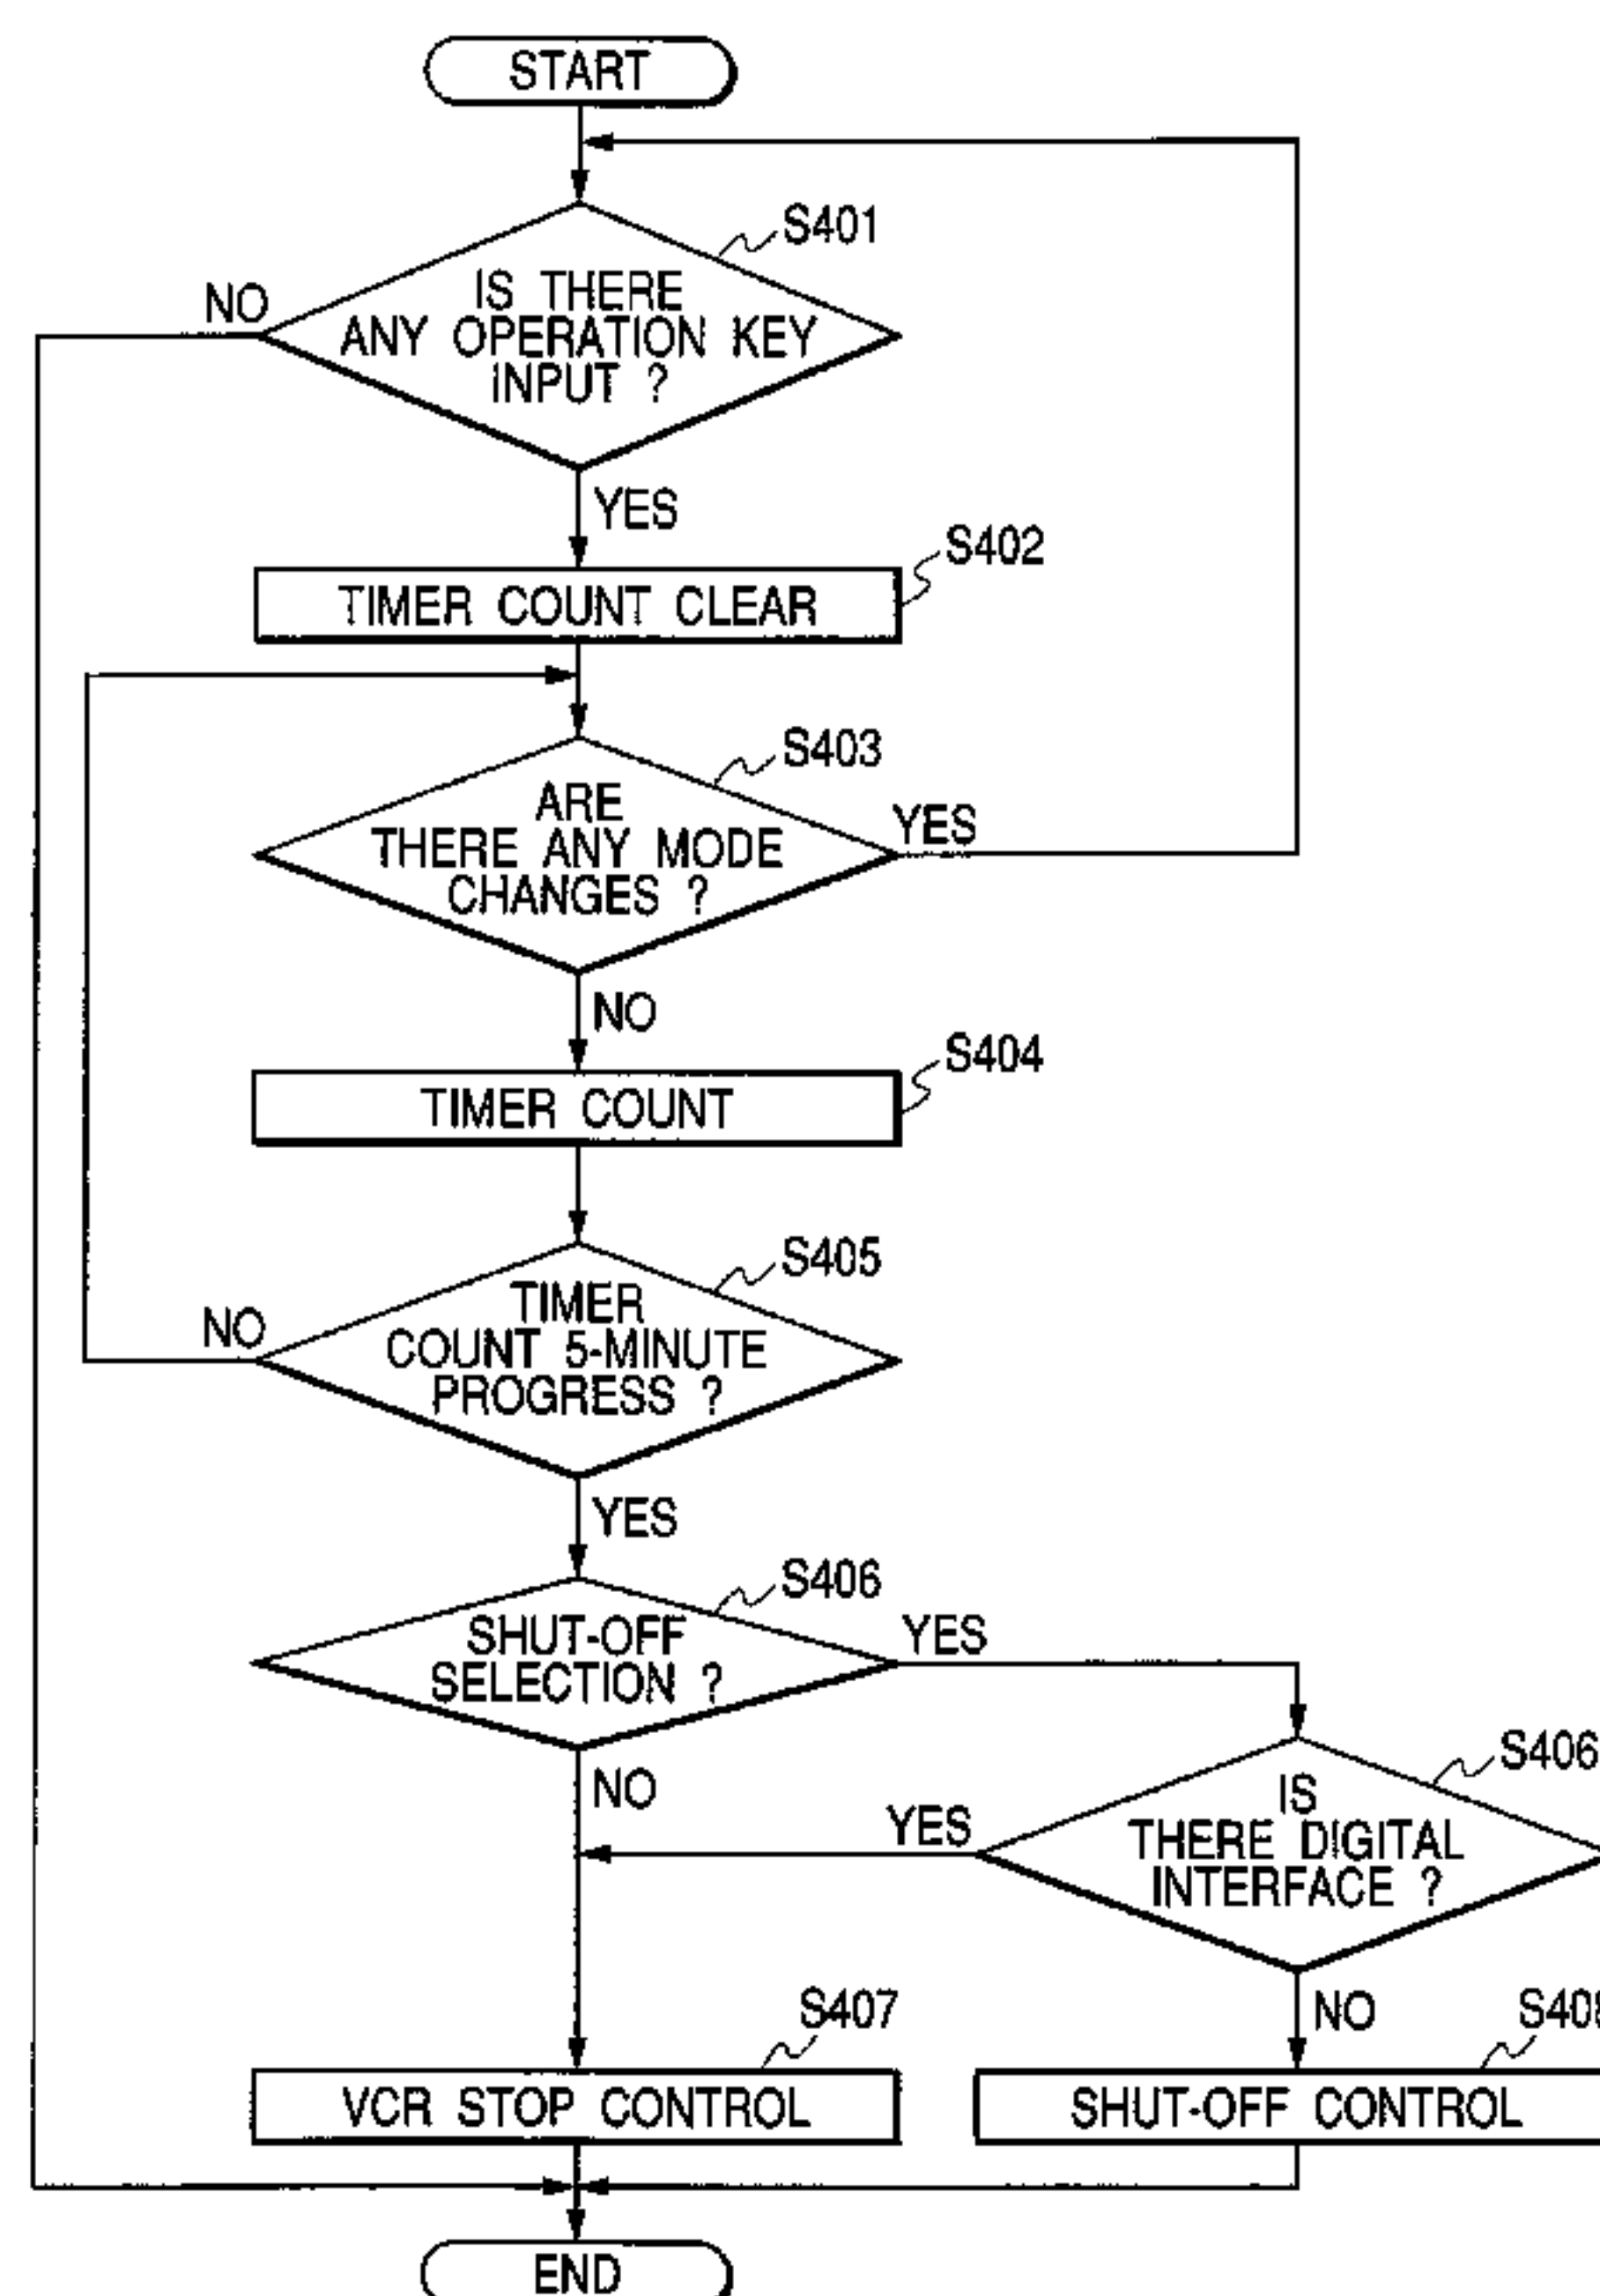 START
S401
NO
IS THERE
ANY OPERATION KEY
INPUT ?
YES
S402
TIMER COUNT CLEAR
S403
ARE
THERE ANY MODE
CHANGES ?
YES
NO
S404
TIMER COUNT
S405
NO
TIMER
COUNT 5-MINUTE
PROGRESS ?
YES
S406
SHUT-OFF
SELECTION ?
YES
NO
S406
IS
THERE DIGITAL
INTERFACE ?
YES
NO
S407
S408
VCR STOP CONTROL
SHUT-OFF CONTROL
END